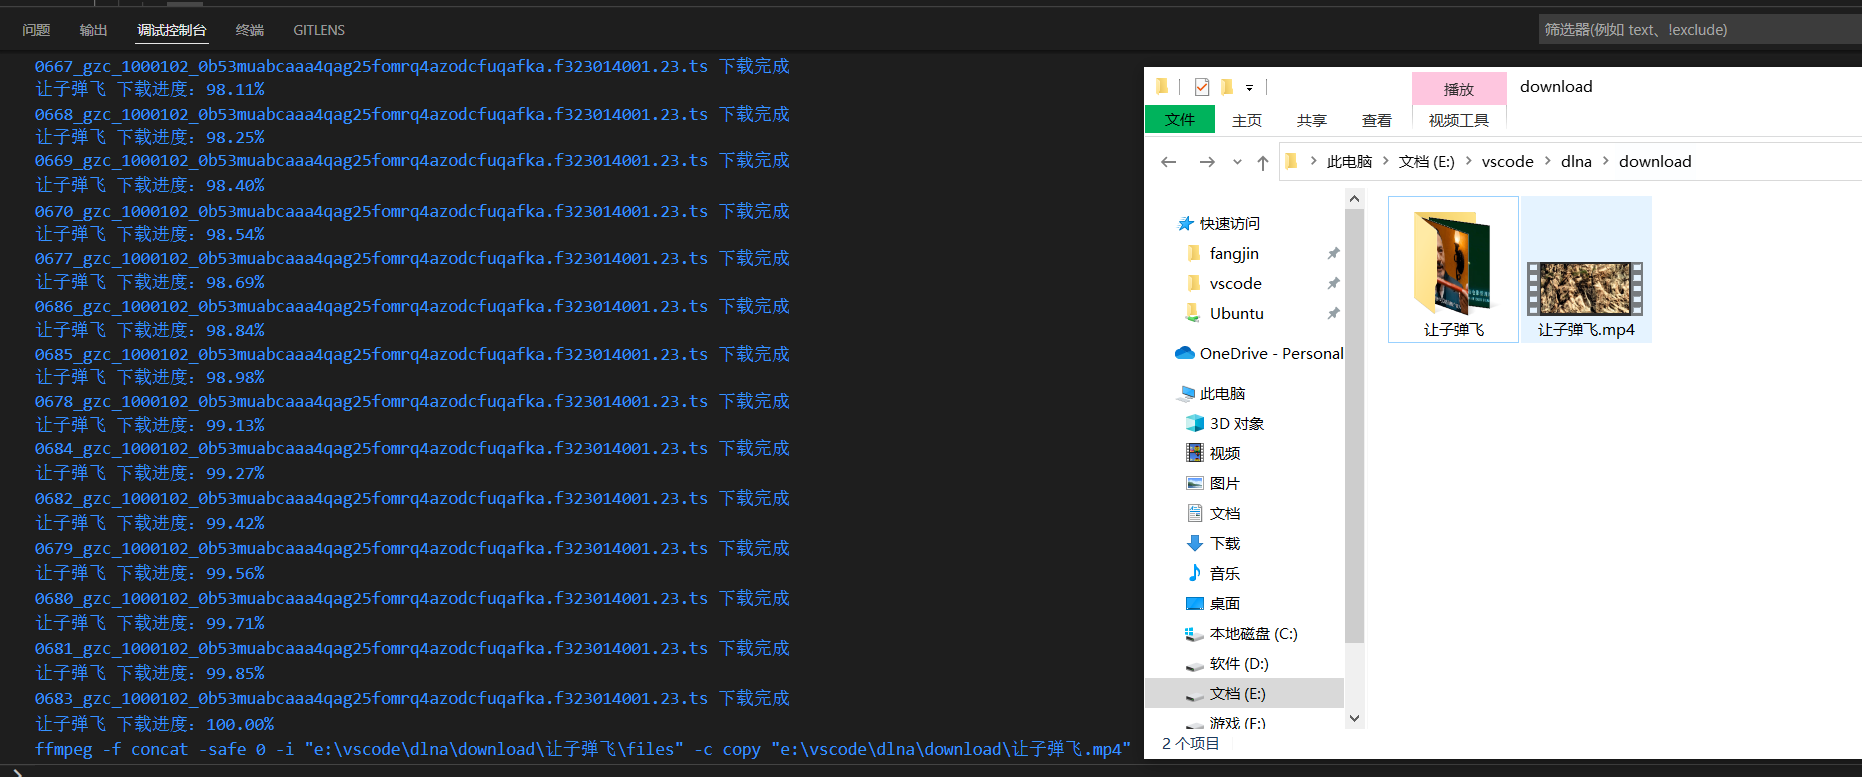 问题 输出 调试控制台 终端 GITLENS
筛选器(例如 text、!exclude)
0667_gzc_1000102_0b53muabcaaa4qag25fomrq4azodcfuqafka.f323014001.23.ts 下载完成
让子弹飞 下载进度：98.11%
0668_gzc_1000102_0b53muabcaaa4qag25fomrq4azodcfuqafka.f323014001.23.ts 下载完成
让子弹飞 下载进度：98.25%
0669_gzc_1000102_0b53muabcaaa4qag25fomrq4azodcfuqafka.f323014001.23.ts 下载完成
让子弹飞 下载进度：98.40%
0670_gzc_1000102_0b53muabcaaa4qag25fomrq4azodcfuqafka.f323014001.23.ts 下载完成
让子弹飞 下载进度：98.54%
0677_gzc_1000102_0b53muabcaaa4qag25fomrq4azodcfuqafka.f323014001.23.ts 下载完成
让子弹飞 下载进度：98.69%
0686_gzc_1000102_0b53muabcaaa4qag25fomrq4azodcfuqafka.f323014001.23.ts 下载完成
让子弹飞 下载进度：98.84%
0685_gzc_1000102_0b53muabcaaa4qag25fomrq4azodcfuqafka.f323014001.23.ts 下载完成
让子弹飞 下载进度：98.98%
0678_gzc_1000102_0b53muabcaaa4qag25fomrq4azodcfuqafka.f323014001.23.ts 下载完成
让子弹飞 下载进度：99.13%
0684_gzc_1000102_0b53muabcaaa4qag25fomrq4azodcfuqafka.f323014001.23.ts 下载完成
让子弹飞 下载进度：99.27%
0682_gzc_1000102_0b53muabcaaa4qag25fomrq4azodcfuqafka.f323014001.23.ts 下载完成
让子弹飞 下载进度：99.42%
0679_gzc_1000102_0b53muabcaaa4qag25fomrq4azodcfuqafka.f323014001.23.ts 下载完成
让子弹飞 下载进度：99.56%
0680_gzc_1000102_0b53muabcaaa4qag25fomrq4azodcfuqafka.f323014001.23.ts 下载完成
让子弹飞 下载进度：99.71%
0681_gzc_1000102_0b53muabcaaa4qag25fomrq4azodcfuqafka.f323014001.23.ts 下载完成
让子弹飞 下载进度：99.85%
0683_gzc_1000102_0b53muabcaaa4qag25fomrq4azodcfuqafka.f323014001.23.ts 下载完成
让子弹飞 下载进度：100.00%
ffmpeg -f concat -safe 0 -i "e:\vscode\dlna\download\让子弹飞\files" -c copy "e:\vscode\dlna\download\让子弹飞.mp4"
播放 download
文件 主页 共享 查看 视频工具
此电脑 文档 (E:) vscode dlna download
快速访问
fangjin
vscode
Ubuntu
OneDrive - Personal
此电脑
3D 对象
视频
图片
文档
下载
音乐
桌面
本地磁盘 (C:)
软件 (D:)
文档 (E:)
游戏 (F:)
让子弹飞
让子弹飞.mp4
2 个项目